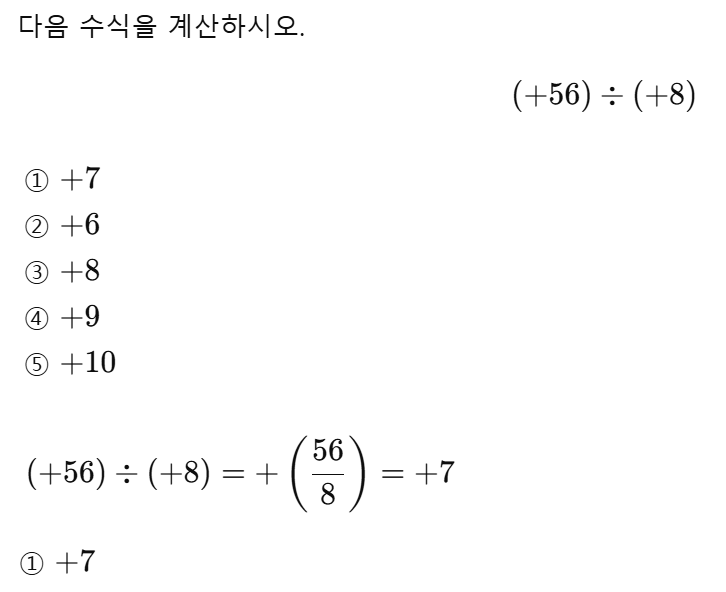 다음 수식을 계산하시오.
(+56) ÷ (+8)
① +7
② +6
③ +8
④ +9
⑤ +10
(+56) ÷ (+8) = + (56/8) = +7
① +7